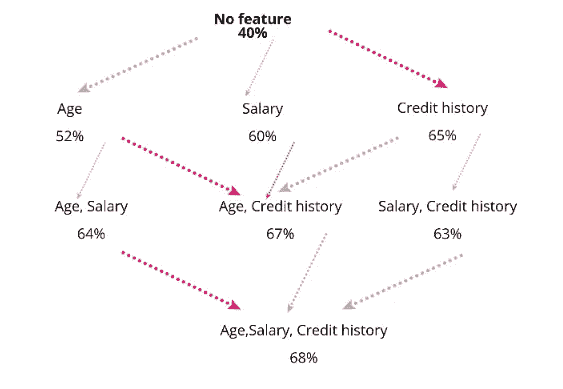 No feature
40%
Age
Salary
Credit history
52%
60%
65%
Age, Salary
Age, Credit history
Salary, Credit history
64%
67%
63%
Age,Salary, Credit history
68%